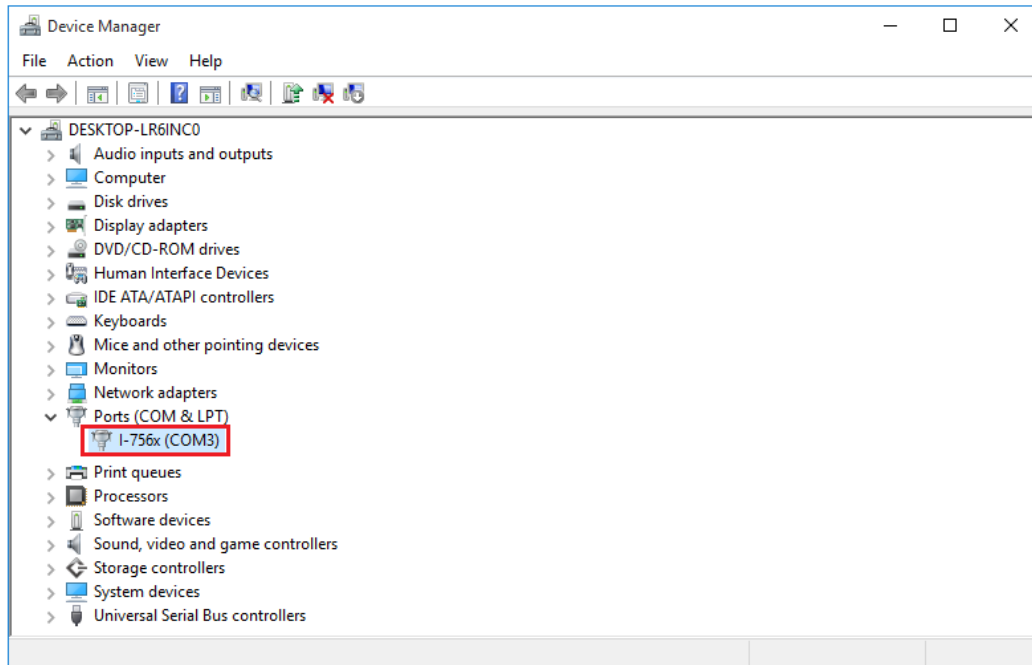 Device Manager
File Action View Help
DESKTOP-LR6INC0
Audio inputs and outputs
Computer
Disk drives
Display adapters
DVD/CD-ROM drives
Human Interface Devices
IDE ATA/ATAPI controllers
Keyboards
Mice and other pointing devices
Monitors
Network adapters
Ports (COM & LPT)
I-756x (COM3)
Print queues
Processors
Software devices
Sound, video and game controllers
Storage controllers
System devices
Universal Serial Bus controllers